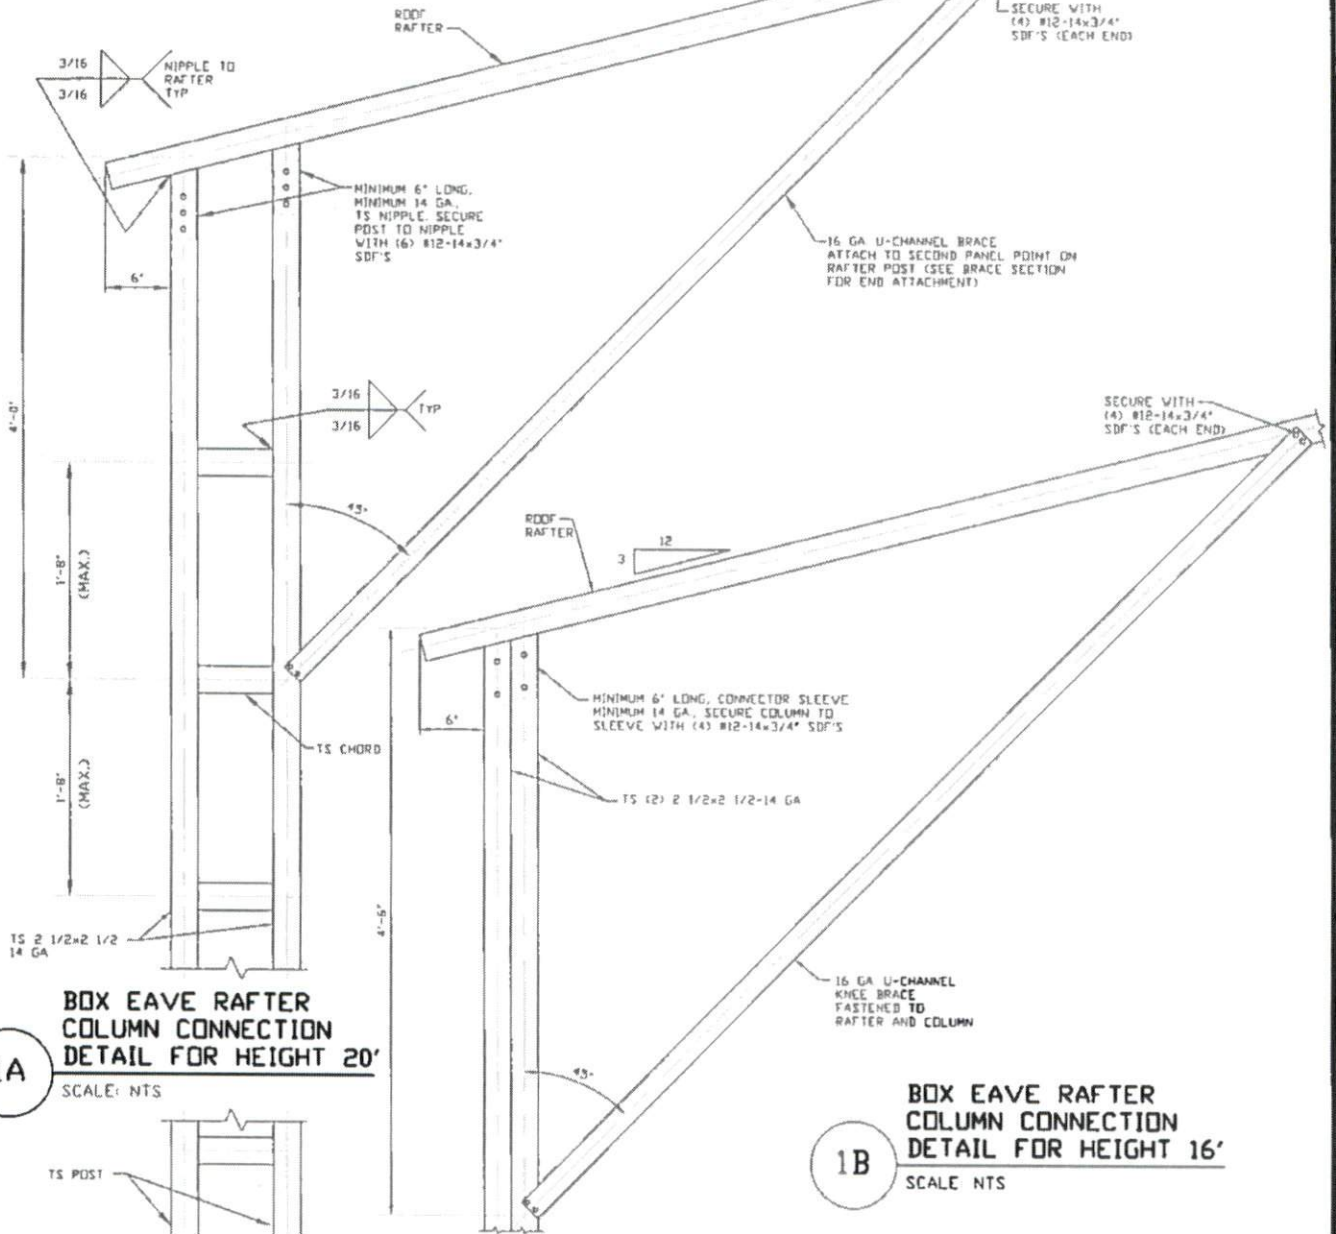 ROOF
RAFTER
SECURE WITH
(4) #12-14x3/4"
SDF'S (EACH END)
3/16
3/16
NIPPLE TO
RAFTER
TYP
MINIMUM 6" LONG,
MINIMUM 14 GA.,
TS NIPPLE. SECURE
POST TO NIPPLE
WITH (6) #12-14x3/4"
SDF'S
6"
16 GA U-CHANNEL BRACE
ATTACH TO SECOND PANEL POINT ON
RAFTER POST (SEE BRACE SECTION
FOR END ATTACHMENT)
3/16
3/16
TYP
SECURE WITH
(4) #12-14x3/4"
SDF'S (EACH END)
45°
1'-8"
(MAX.)
ROOF
RAFTER
12
3
MINIMUM 6" LONG, CONNECTOR SLEEVE
MINIMUM 14 GA., SECURE COLUMN TO
SLEEVE WITH (4) #12-14x3/4" SDF'S
6"
TS CHORD
1'-8"
(MAX.)
TS (2) 2 1/2x2 1/2-14 GA
TS 2 1/2x2 1/2
14 GA
16 GA U-CHANNEL
KNEE BRACE
FASTENED TO
RAFTER AND COLUMN
45°
BOX EAVE RAFTER
COLUMN CONNECTION
DETAIL FOR HEIGHT 20'
A
SCALE: NTS
TS POST
1B
BOX EAVE RAFTER
COLUMN CONNECTION
DETAIL FOR HEIGHT 16'
SCALE NTS